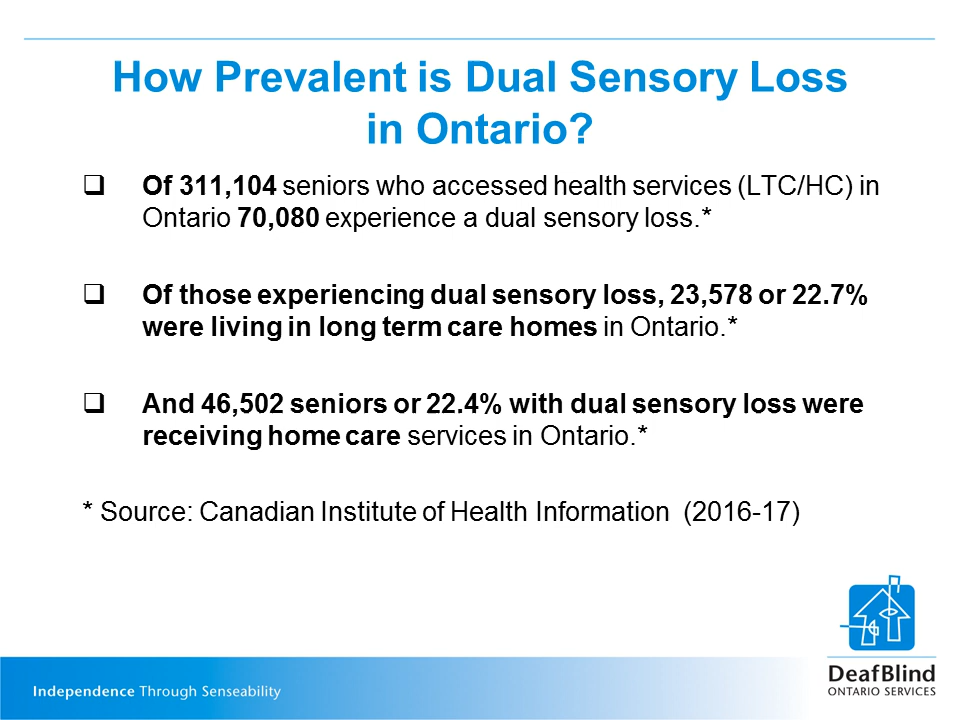 How Prevalent is Dual Sensory Loss
in Ontario?
Of 311,104 seniors who accessed health services (LTC/HC) in
Ontario 70,080 experience a dual sensory loss.*
Of those experiencing dual sensory loss, 23,578 or 22.7%
were living in long term care homes in Ontario.*
And 46,502 seniors or 22.4% with dual sensory loss were
receiving home care services in Ontario.*
* Source: Canadian Institute of Health Information (2016-17)
Independence Through Senseability
DeafBlind
ONTARIO SERVICES